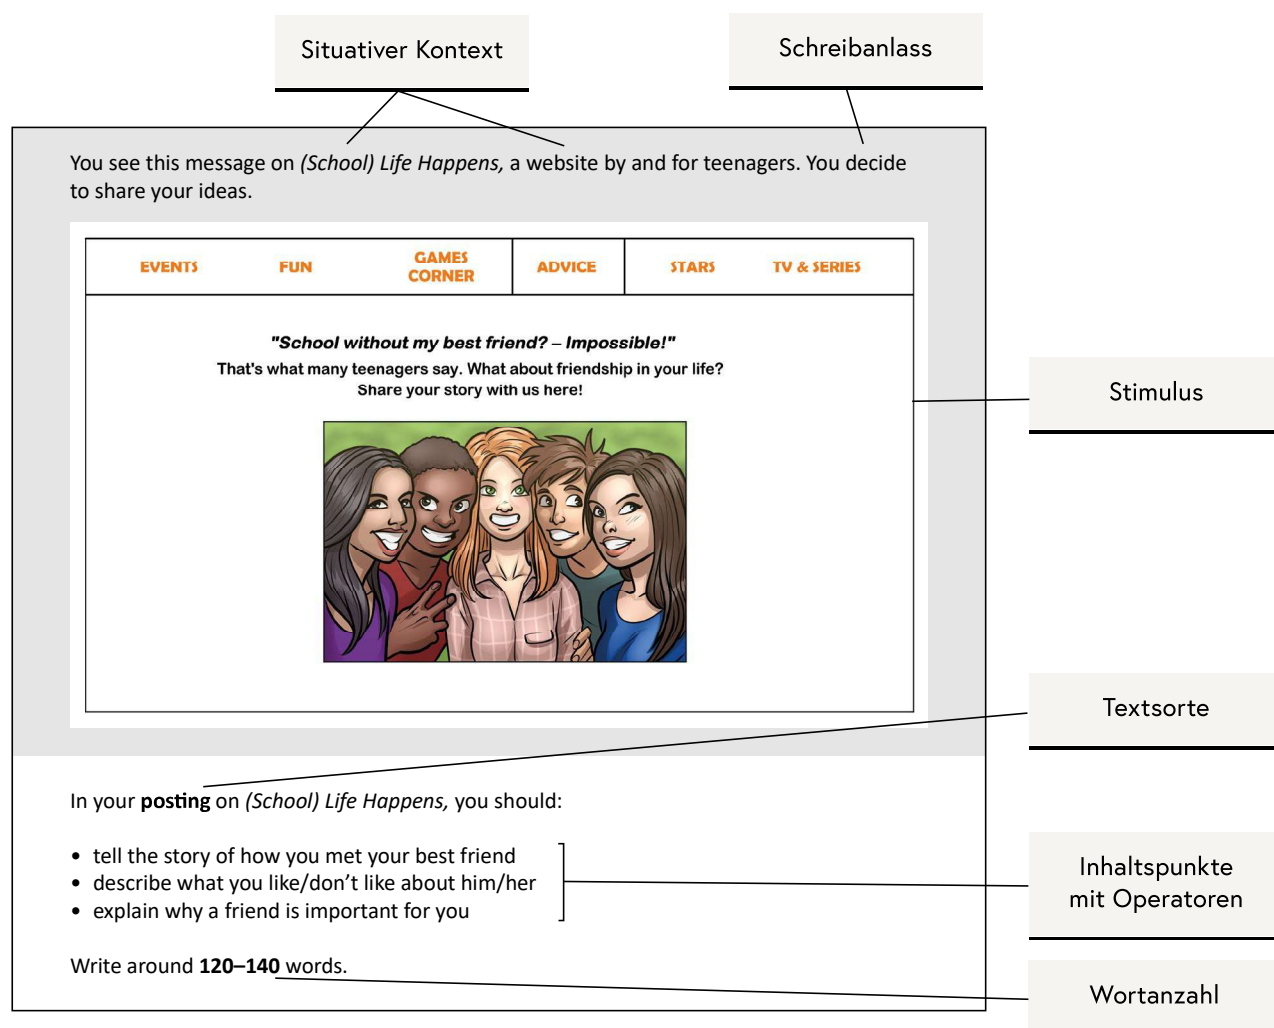 Situativer Kontext
Schreibanlass
You see this message on (School) Life Happens, a website by and for teenagers. You decide
to share your ideas.
EVENTS
FUN
GAMES
CORNER
ADVICE
STARS
TV & SERIES
"School without my best friend? – Impossible!"
That's what many teenagers say. What about friendship in your life?
Share your story with us here!
Stimulus
Textsorte
In your posting on (School) Life Happens, you should:
• tell the story of how you met your best friend
• describe what you like/don't like about him/her
• explain why a friend is important for you
Inhaltspunkte
mit Operatoren
Write around 120–140 words.
Wortanzahl